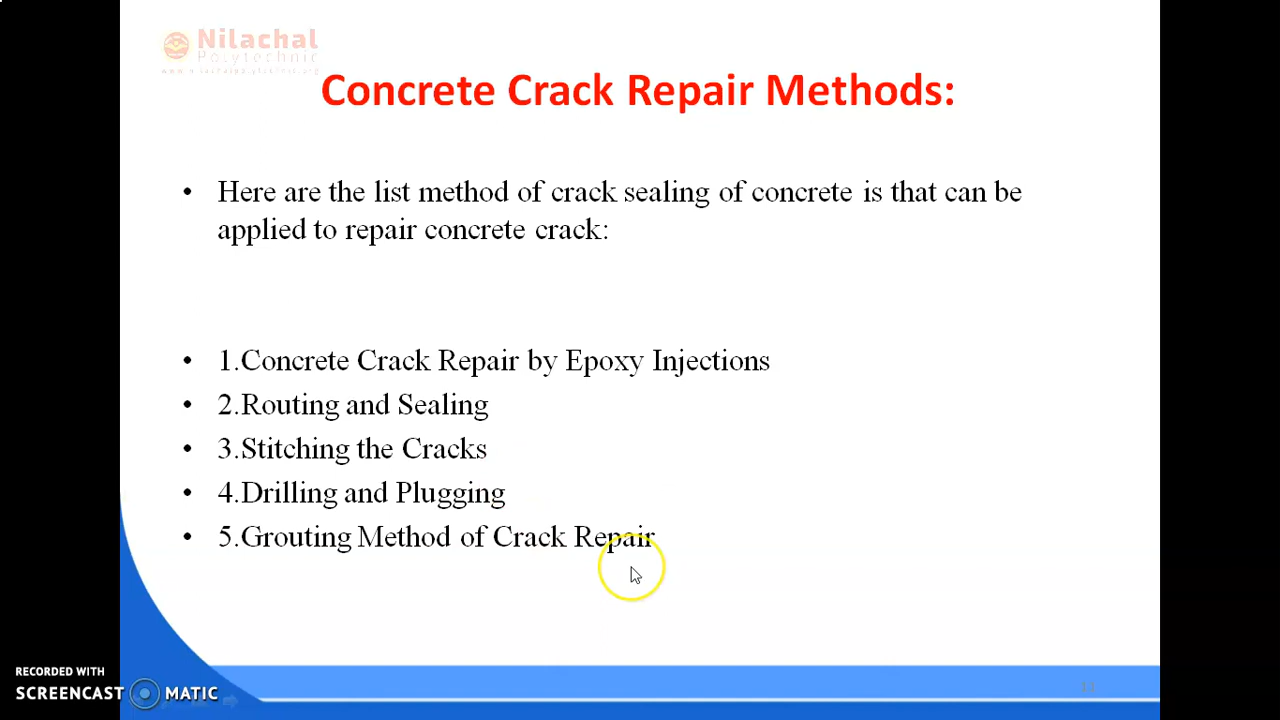 Nilachal
Polytechnic
Concrete Crack Repair Methods:
• Here are the list method of crack sealing of concrete is that can be
applied to repair concrete crack:
• 1.Concrete Crack Repair by Epoxy Injections
• 2.Routing and Sealing
• 3.Stitching the Cracks
• 4.Drilling and Plugging
• 5.Grouting Method of Crack Repair
RECORDED WITH
SCREENCAST MATIC